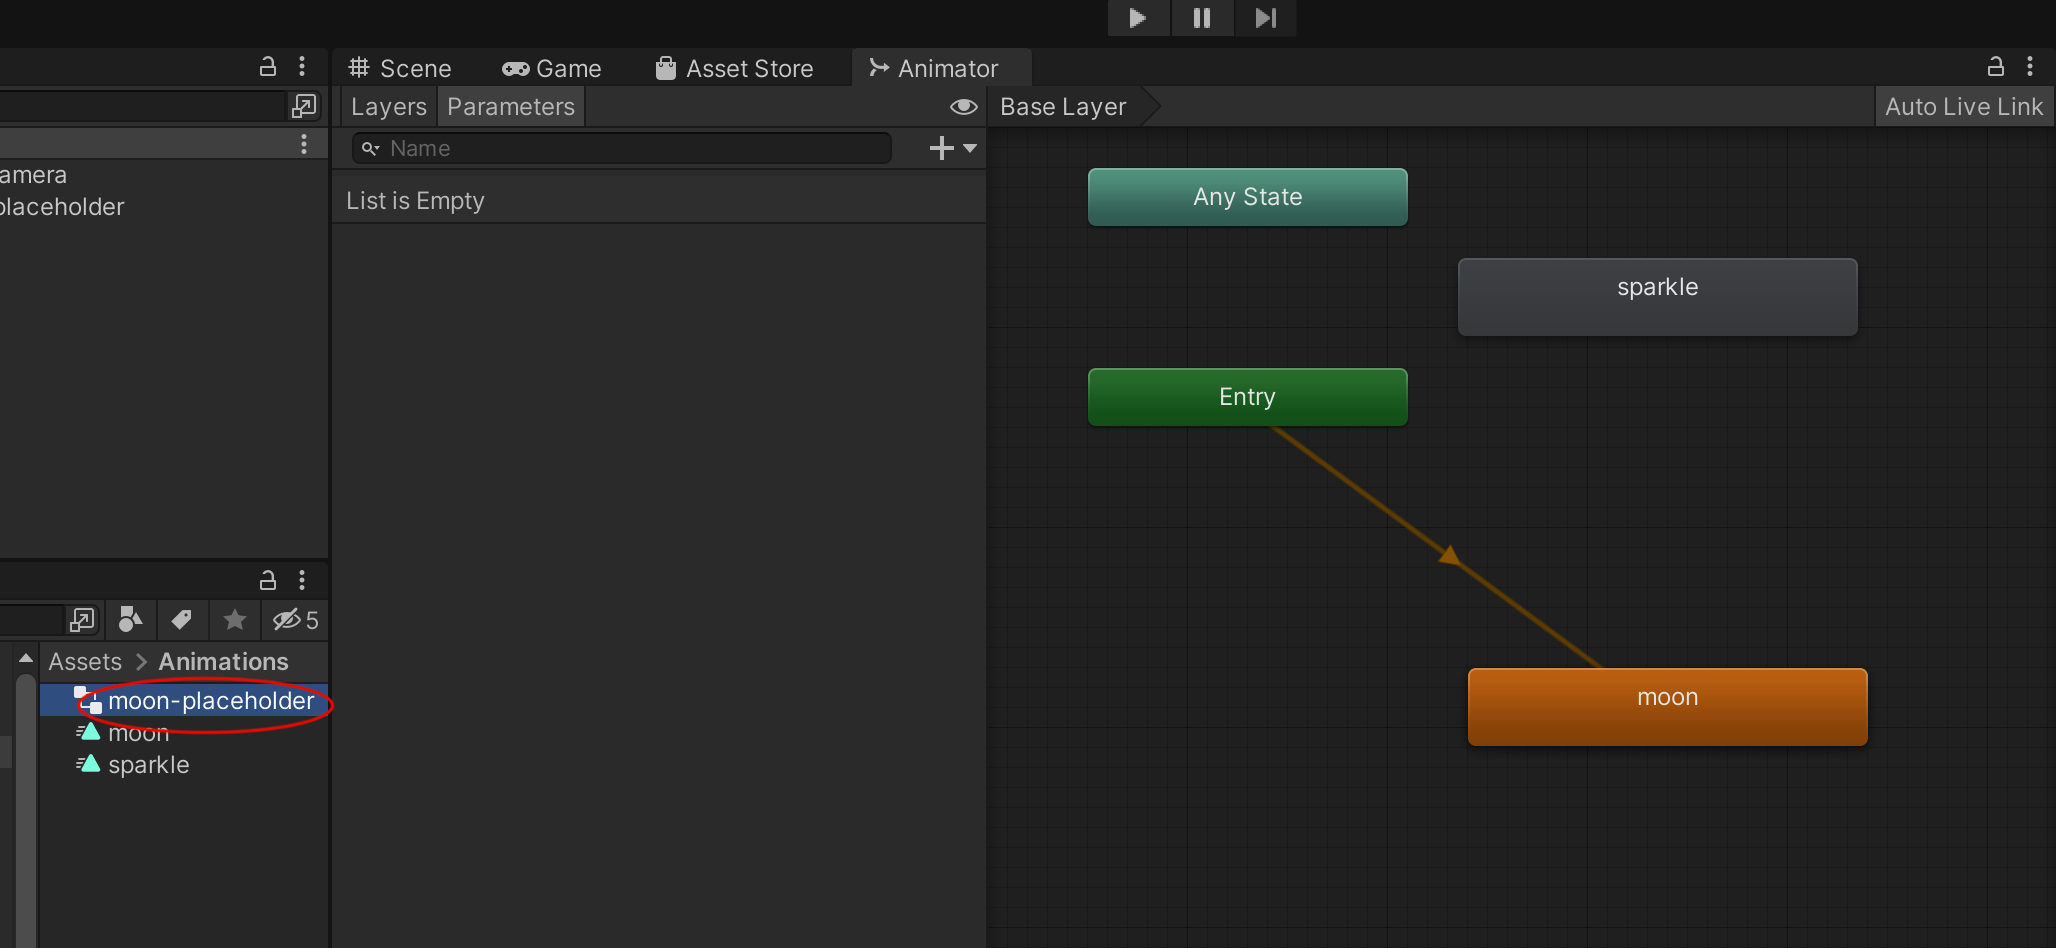 Scene
Game
Asset Store
Animator
Layers
Parameters
Base Layer
Auto Live Link
Name
List is Empty
amera
placeholder
Any State
sparkle
Entry
moon
5
Assets > Animations
moon-placeholder
moon
sparkle